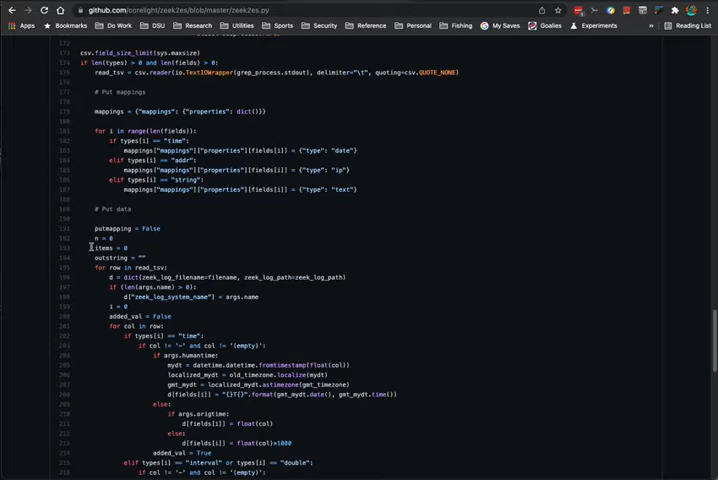 github.com/corelight/zeek2es/blob/master/zeek2es.py
Apps ★ Bookmarks Do Work DSU Research Utilities Sports Security Reference Personal Fishing My Saves Goalies Experiments Reading List
172
173 csv.field_size_limit(sys.maxsize)
174 if len(types) > 0 and len(fields) > 0:
175 read_tsv = csv.reader(io.TextIOWrapper(grep_process.stdout), delimiter="\t", quoting=csv.QUOTE_NONE)
176
177 # Put mappings
178
179 mappings = {"mappings": {"properties": dict()}}
180
181 for i in range(len(fields)):
182 if types[i] == "time":
183 mappings["mappings"]["properties"][fields[i]] = {"type": "date"}
184 elif types[i] == "addr":
185 mappings["mappings"]["properties"][fields[i]] = {"type": "ip"}
186 elif types[i] == "string":
187 mappings["mappings"]["properties"][fields[i]] = {"type": "text"}
188
189 # Put data
190
191 putmapping = False
192 n = 0
193 items = 0
194 outstring = ""
195 for row in read_tsv:
196 d = dict(zeek_log_filename=filename, zeek_log_path=zeek_log_path)
197 if (len(args.name) > 0):
198 d["zeek_log_system_name"] = args.name
199 i = 0
200 added_val = False
201 for col in row:
202 if types[i] == "time":
203 if col != '-' and col != '(empty)':
204 if args.humantime:
205 mydt = datetime.datetime.fromtimestamp(float(col))
206 localized_mydt = old_timezone.localize(mydt)
207 gmt_mydt = localized_mydt.astimezone(gmt_timezone)
208 d[fields[i]] = "{}T{}".format(gmt_mydt.date(), gmt_mydt.time())
209 else:
210 if args.origtime:
211 d[fields[i]] = float(col)
212 else:
213 d[fields[i]] = float(col)*1000
214 added_val = True
215 elif types[i] == "interval" or types[i] == "double":
216 if col != '-' and col != '(empty)':